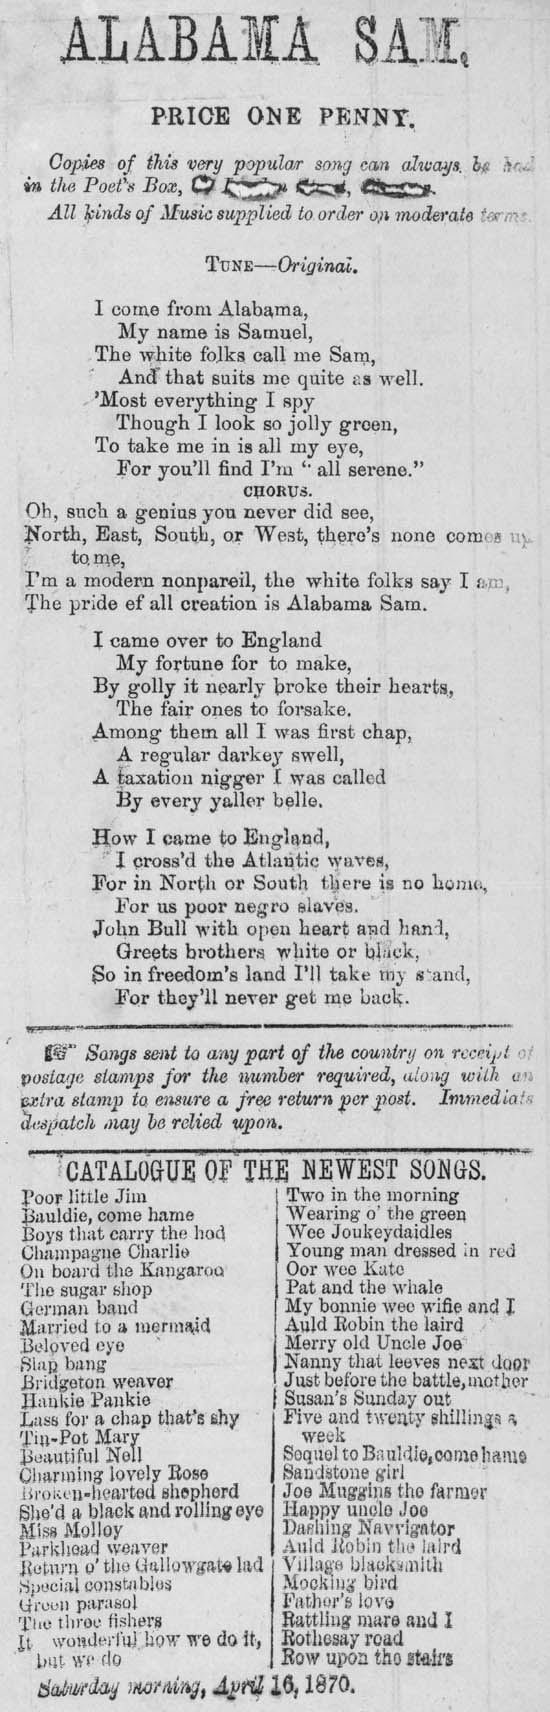 ALABAMA SAM.
PRICE ONE PENNY.
Copies of this very popular song can always be had
in the Poet's Box,
All kinds of Music supplied to order on moderate terms.
TUNE—Original.
I come from Alabama,
My name is Samuel,
The white folks call me Sam,
And that suits me quite as well.
'Most everything I spy
Though I look so jolly green,
To take me in is all my eye,
For you'll find I'm " all serene."
CHORUS.
Oh, such a genius you never did see,
North, East, South, or West, there's none comes up
to me,
I'm a modern nonpareil, the white folks say I am,
The pride ef all creation is Alabama Sam.
I came over to England
My fortune for to make,
By golly it nearly broke their hearts,
The fair ones to forsake.
Among them all I was first chap,
A regular darkey swell,
A taxation nigger I was called
By every yaller belle.
How I came to England,
I cross'd the Atlantic waves,
For in North or South there is no home,
For us poor negro slaves.
John Bull with open heart and hand,
Greets brothers white or black,
So in freedom's land I'll take my stand,
For they'll never get me back.
☞ Songs sent to any part of the country on receipt of
postage stamps for the number required, along with an
extra stamp to ensure a free return per post. Immediate
despatch may be relied upon.
CATALOGUE OF THE NEWEST SONGS.
Poor little Jim
Bauldie, come hame
Boys that carry the hod
Champagne Charlie
On board the Kangaroo
The sugar shop
German band
Married to a mermaid
Beloved eye
Slap bang
Bridgeton weaver
Hankie Pankie
Lass for a chap that's shy
Tin-Pot Mary
Beautiful Nell
Charming lovely Rose
Broken-hearted shepherd
She'd a black and rolling eye
Miss Molloy
Parkhead weaver
Return o' the Gallowgate lad
Special constables
Green parasol
The three fishers
It wonderful how we do it,
but we do
Two in the morning
Wearing o' the green
Wee Joukeydaidles
Young man dressed in red
Oor wee Kate
Pat and the whale
My bonnie wee wifie and I
Auld Robin the laird
Merry old Uncle Joe
Nanny that leeves next door
Just before the battle, mother
Susan's Sunday out
Five and twenty shillings a
week
Sequel to Bauldie, come hame
Sandstone girl
Joe Muggins the farmer
Happy uncle Joe
Dashing Navvigator
Auld Robin the laird
Village blacksmith
Mocking bird
Father's love
Rattling mare and I
Rothesay road
Row upon the stairs
Saturday morning, April 16, 1870.